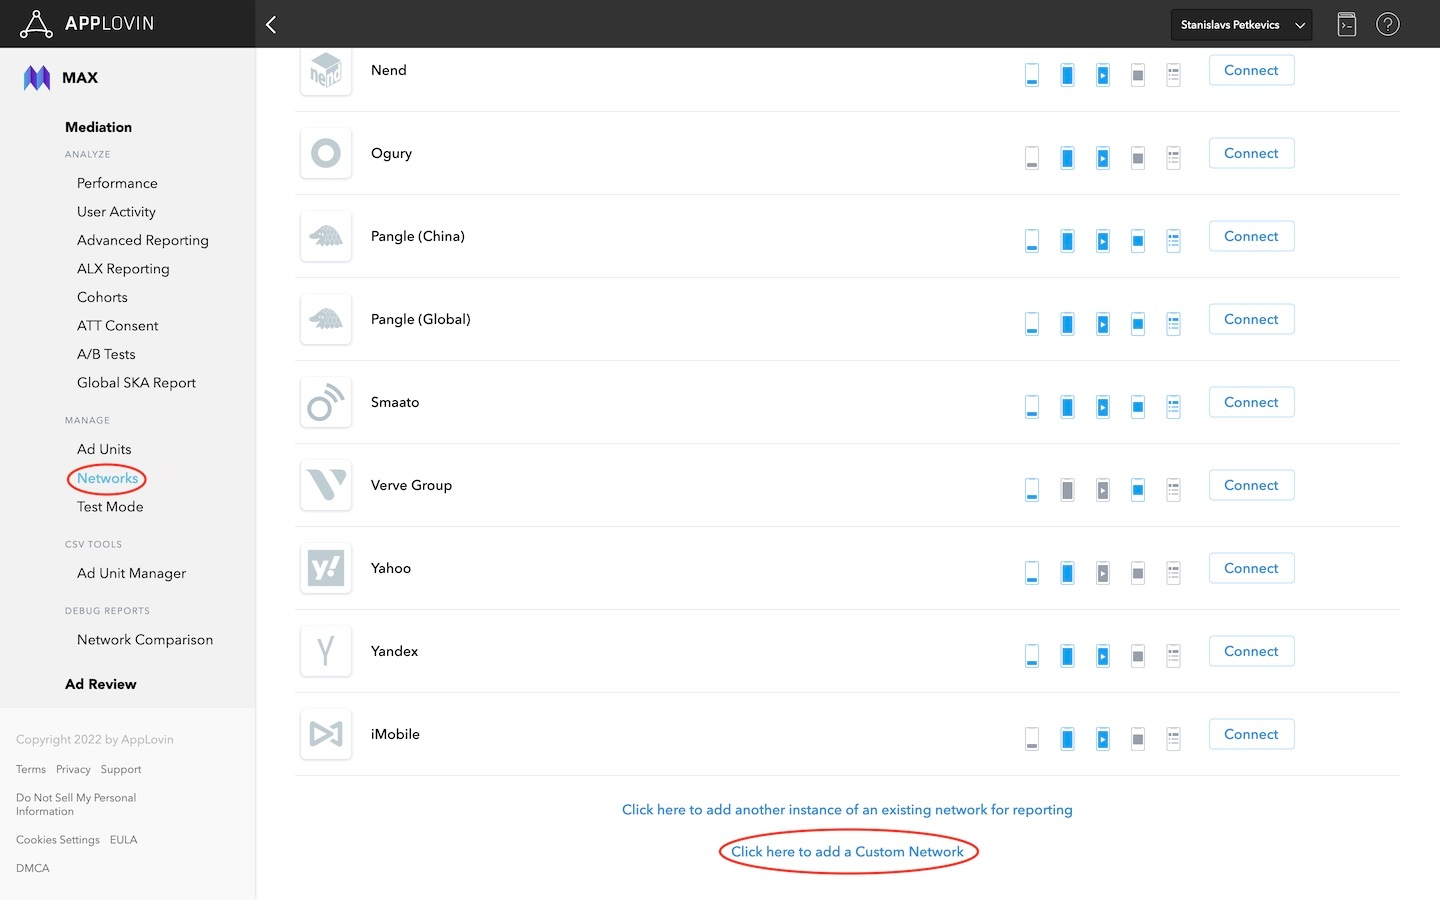 APPLOVIN
Stanislavs Petkevics
MAX
Mediation
ANALYZE
Performance
User Activity
Advanced Reporting
ALX Reporting
Cohorts
ATT Consent
A/B Tests
Global SKA Report
MANAGE
Ad Units
Networks
Test Mode
CSV TOOLS
Ad Unit Manager
DEBUG REPORTS
Network Comparison
Ad Review
Copyright 2022 by AppLovin
Terms Privacy Support
Do Not Sell My Personal
Information
Cookies Settings EULA
DMCA
nend
Nend
Connect
Ogury
Connect
Pangle (China)
Connect
Pangle (Global)
Connect
Smaato
Connect
Verve Group
Connect
y!
Yahoo
Connect
Y
Yandex
Connect
iMobile
Connect
Click here to add another instance of an existing network for reporting
Click here to add a Custom Network